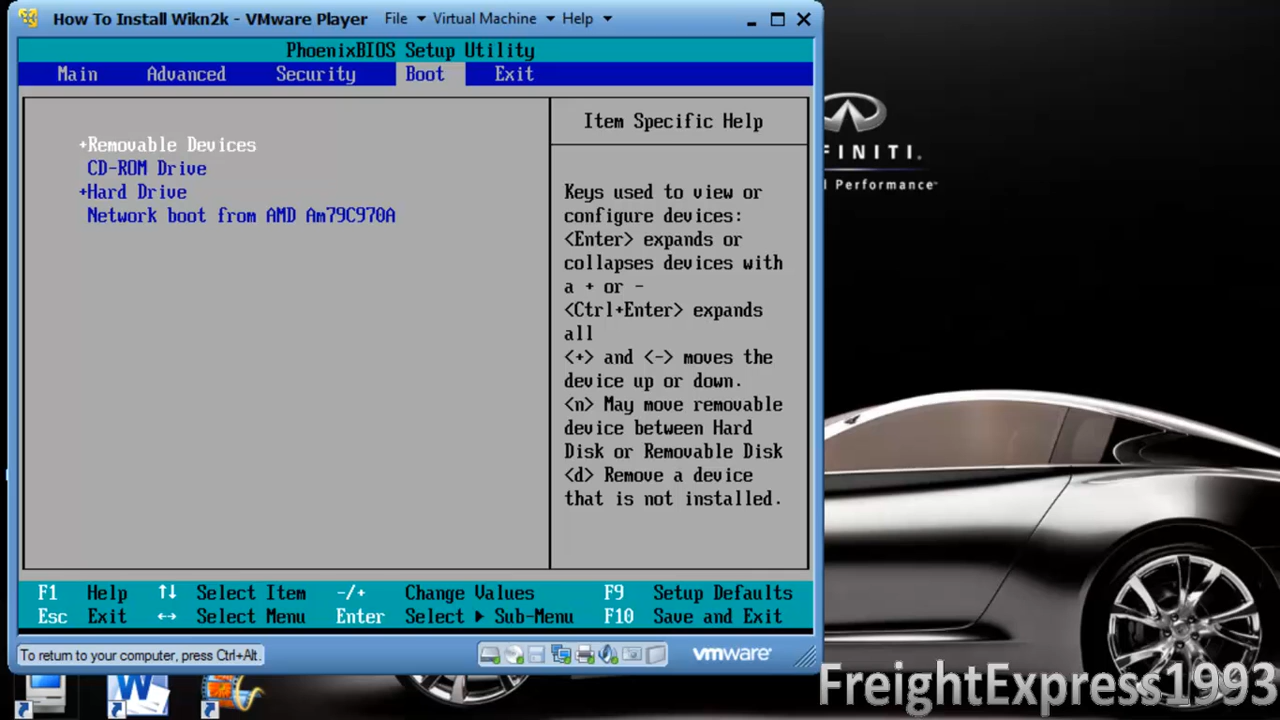 How To Install Wikn2k - VMware Player File Virtual Machine Help
PhoenixBIOS Setup Utility
Main Advanced Security Boot Exit
+Removable Devices
CD-ROM Drive
+Hard Drive
Network boot from AMD Am79C970A
Item Specific Help
Keys used to view or
configure devices:
<Enter> expands or
collapses devices with
a + or -
<Ctrl+Enter> expands
all
<+> and <-> moves the
device up or down.
<n> May move removable
device between Hard
Disk or Removable Disk
<d> Remove a device
that is not installed.
F1 Help ↑↓ Select Item -/+ Change Values F9 Setup Defaults
Esc Exit ↔ Select Menu Enter Select ▶ Sub-Menu F10 Save and Exit
To return to your computer, press Ctrl+Alt.
vmware
FINITI.
Performance
W
FreightExpress1993